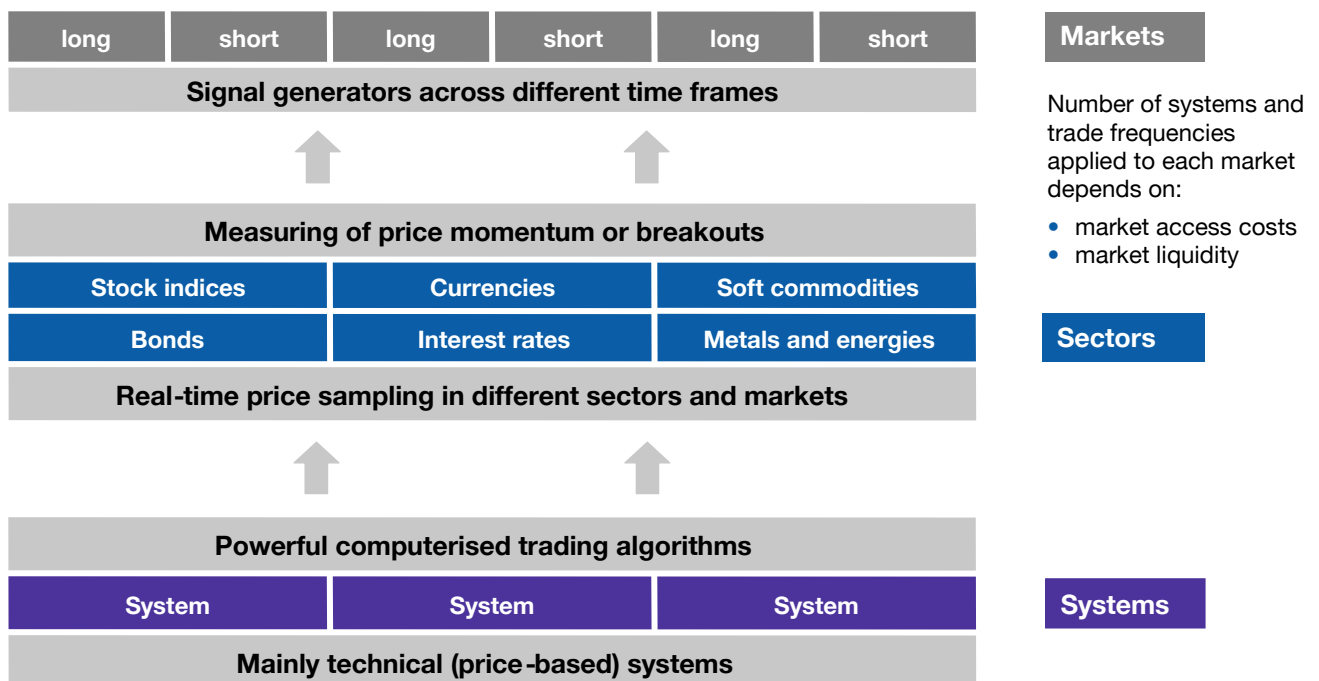 long short long short long short
Signal generators across different time frames
Measuring of price momentum or breakouts
Stock indices Currencies Soft commodities
Bonds Interest rates Metals and energies
Real-time price sampling in different sectors and markets
Powerful computerised trading algorithms
System System System
Mainly technical (price-based) systems
Markets
Number of systems and
trade frequencies
applied to each market
depends on:
• market access costs
• market liquidity
Sectors
Systems